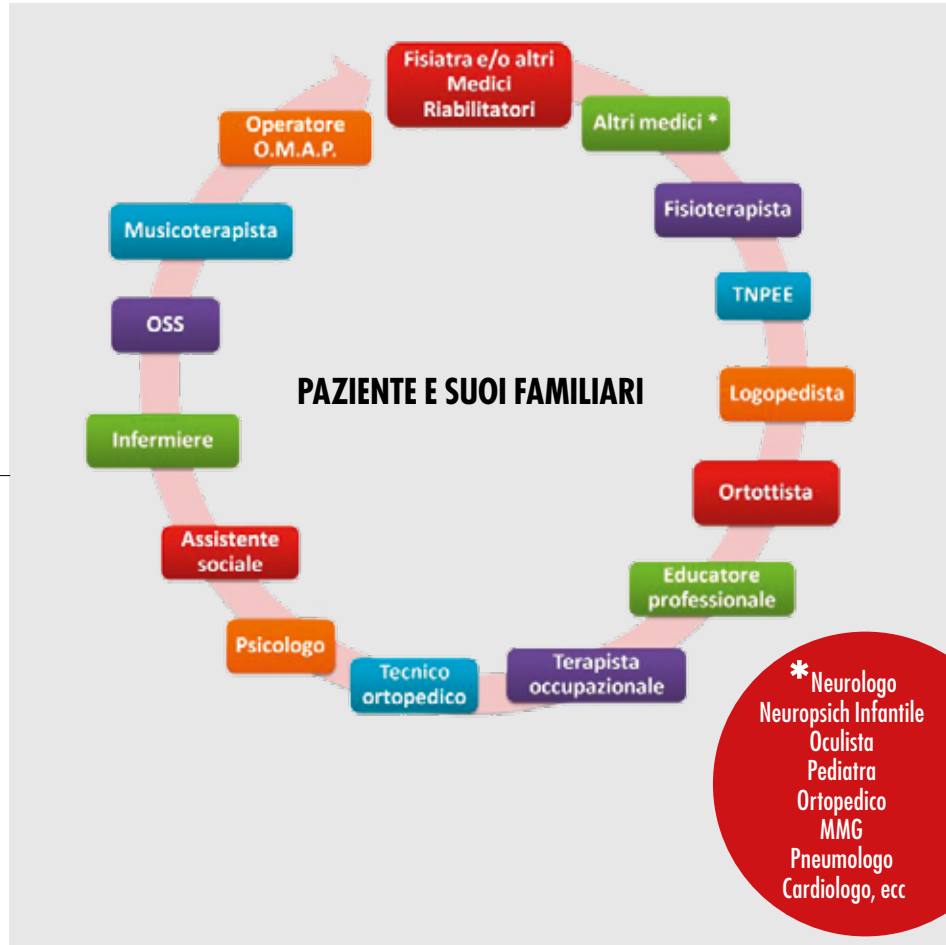 Fisiatra e/o altri
Medici
Riabilitatori
Altri medici *
Fisioterapista
TNPEE
Logopedista
Ortottista
Educatore
professionale
Terapista
occupazionale
Tecnico
ortopedico
Psicologo
Assistente
sociale
Infermiere
OSS
Musicoterapista
Operatore
O.M.A.P.
PAZIENTE E SUOI FAMILIARI
*Neurologo
Neuropsich Infantile
Oculista
Pediatra
Ortopedico
MMG
Pneumologo
Cardiologo, ecc